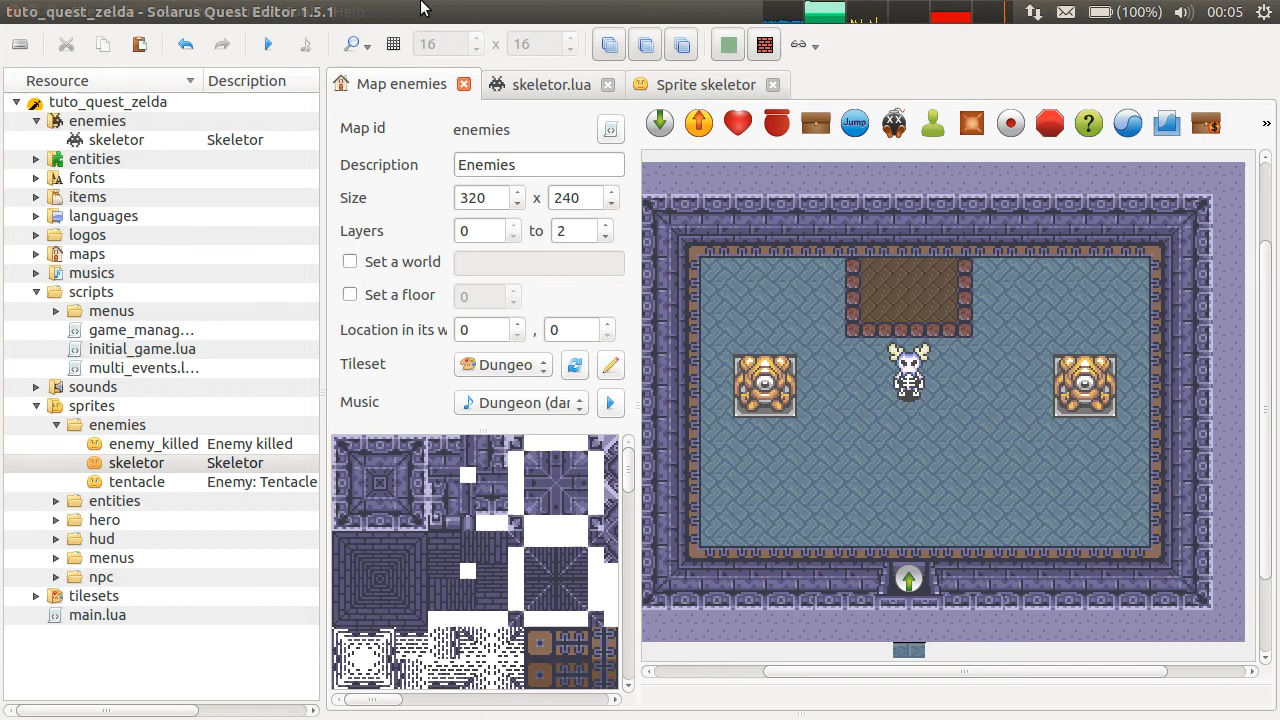 tuto_quest_zelda - Solarus Quest Editor 1.5.1
(100%)
00:05
16 x 16
Resource Description
tuto_quest_zelda
enemies
skeletor Skeletor
entities
fonts
items
languages
logos
maps
musics
scripts
menus
game_manag...
initial_game.lua
multi_events.l...
sounds
sprites
enemies
enemy_killed Enemy killed
skeletor Skeletor
tentacle Enemy: Tentacle
entities
hero
hud
menus
npc
tilesets
main.lua
Map enemies
skeletor.lua
Sprite skeletor
Map id enemies
Description Enemies
Size 320 x 240
Layers 0 to 2
Set a world
Set a floor 0
Location in its w 0 , 0
Tileset Dungeo
Music Dungeon (dar
Jump
»